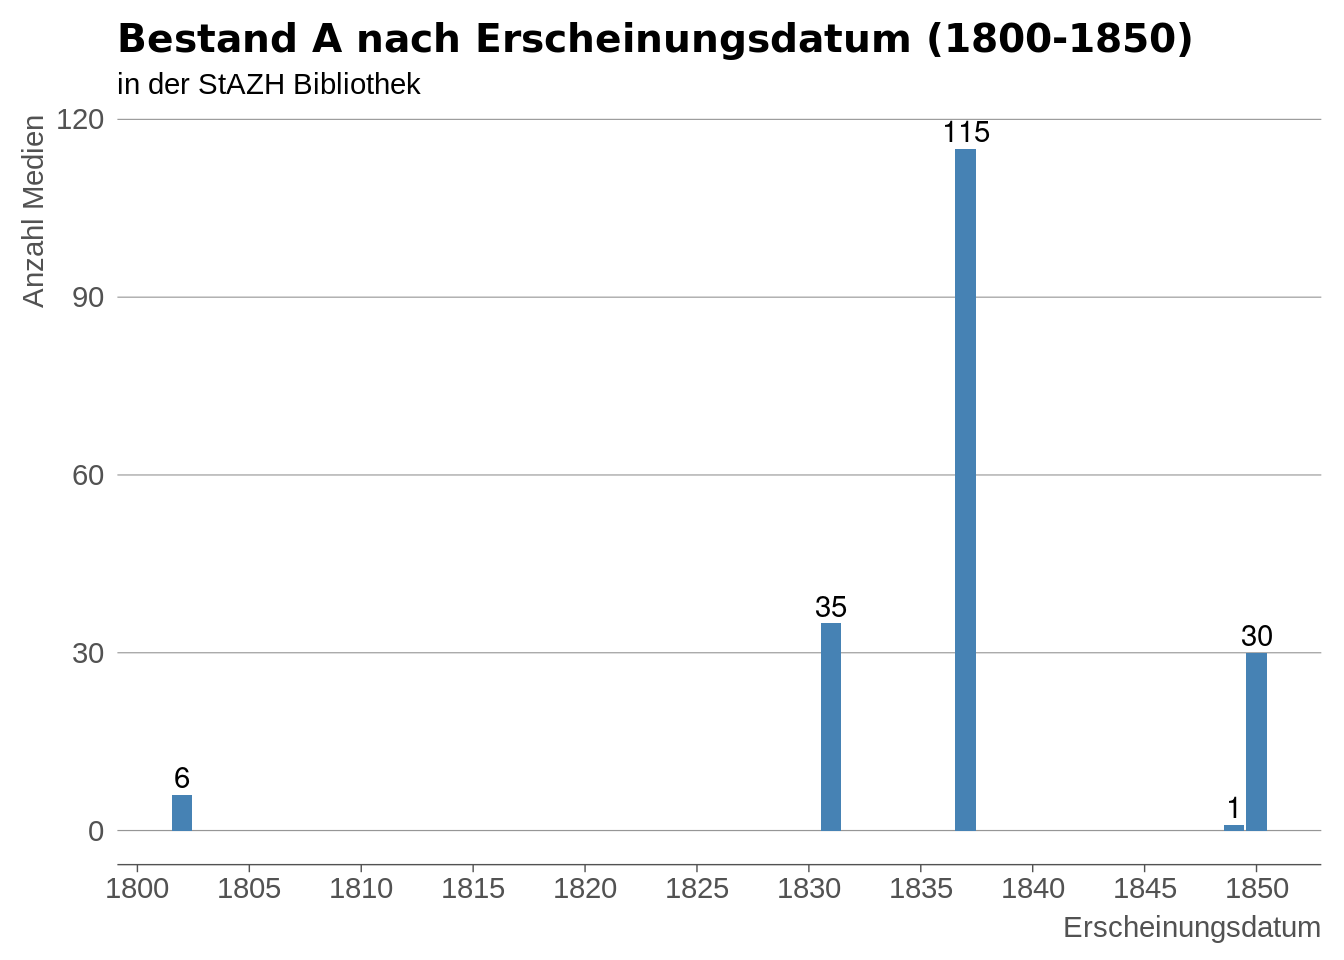 Bestand A nach Erscheinungsdatum (1800-1850)
in der StAZH Bibliothek
Anzahl Medien
120
90
60
30
0
6
35
115
1
30
1800 1805 1810 1815 1820 1825 1830 1835 1840 1845 1850
Erscheinungsdatum